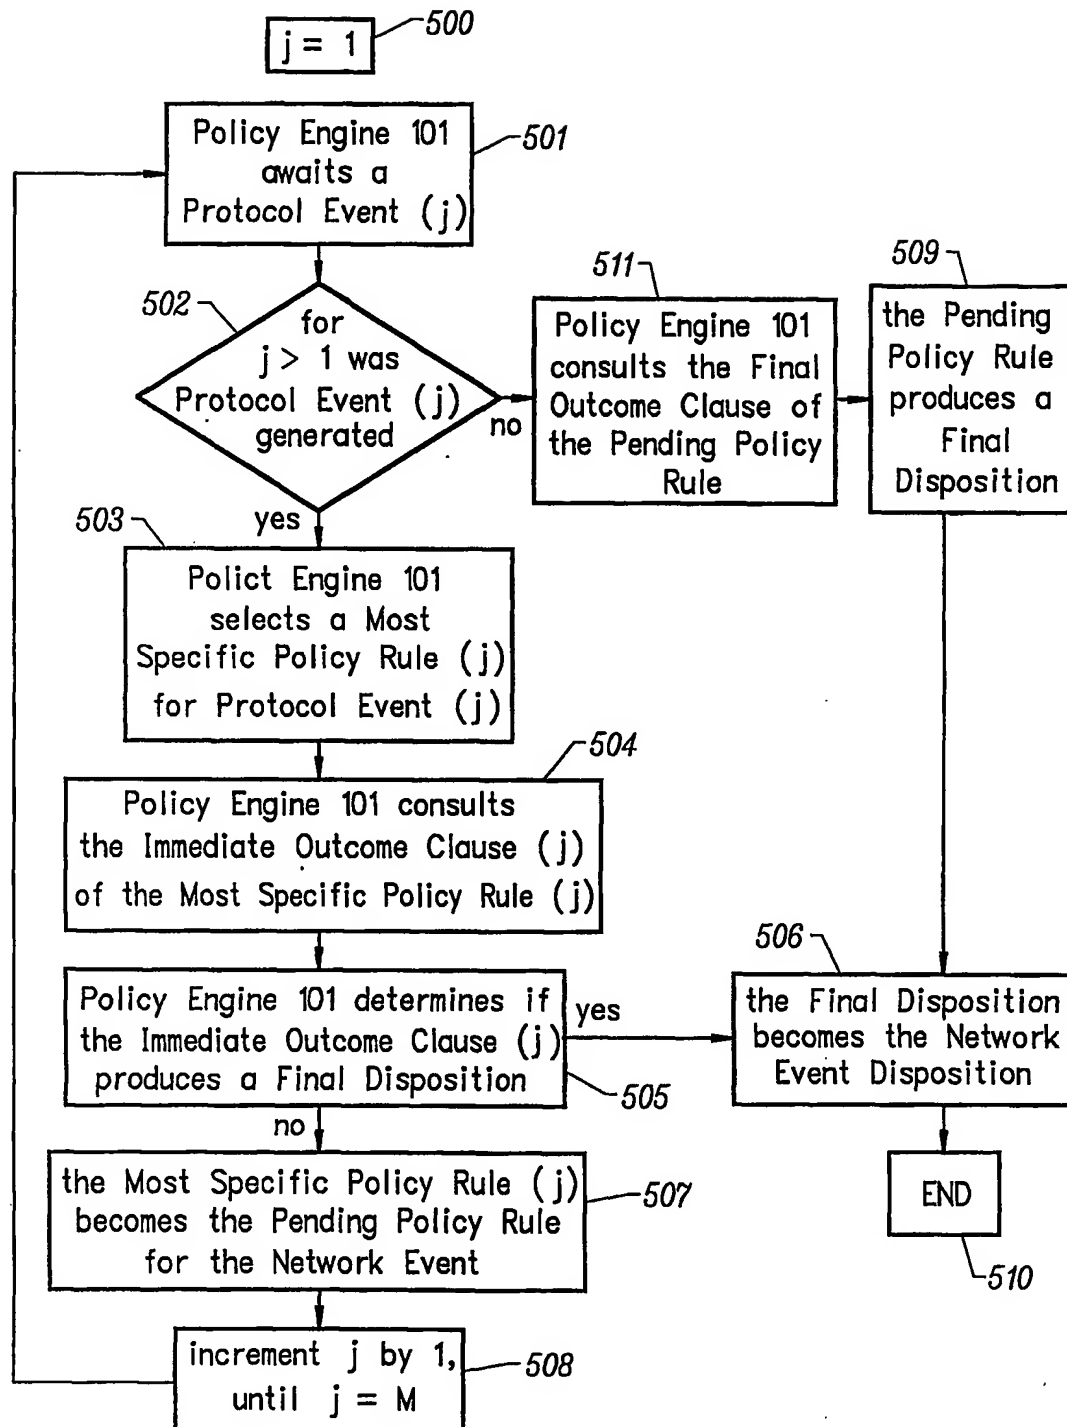 j = 1
500
Policy Engine 101
awaits a
Protocol Event (j)
501
502
for
j > 1 was
Protocol Event (j)
generated
no
yes
511
Policy Engine 101
consults the Final
Outcome Clause of
the Pending Policy
Rule
509
the Pending
Policy Rule
produces a
Final
Disposition
503
Polict Engine 101
selects a Most
Specific Policy Rule (j)
for Protocol Event (j)
504
Policy Engine 101 consults
the Immediate Outcome Clause (j)
of the Most Specific Policy Rule (j)
Policy Engine 101 determines if
the Immediate Outcome Clause (j)
produces a Final Disposition
505
yes
no
506
the Final Disposition
becomes the Network
Event Disposition
END
510
the Most Specific Policy Rule (j)
becomes the Pending Policy Rule
for the Network Event
507
increment j by 1,
until j = M
508